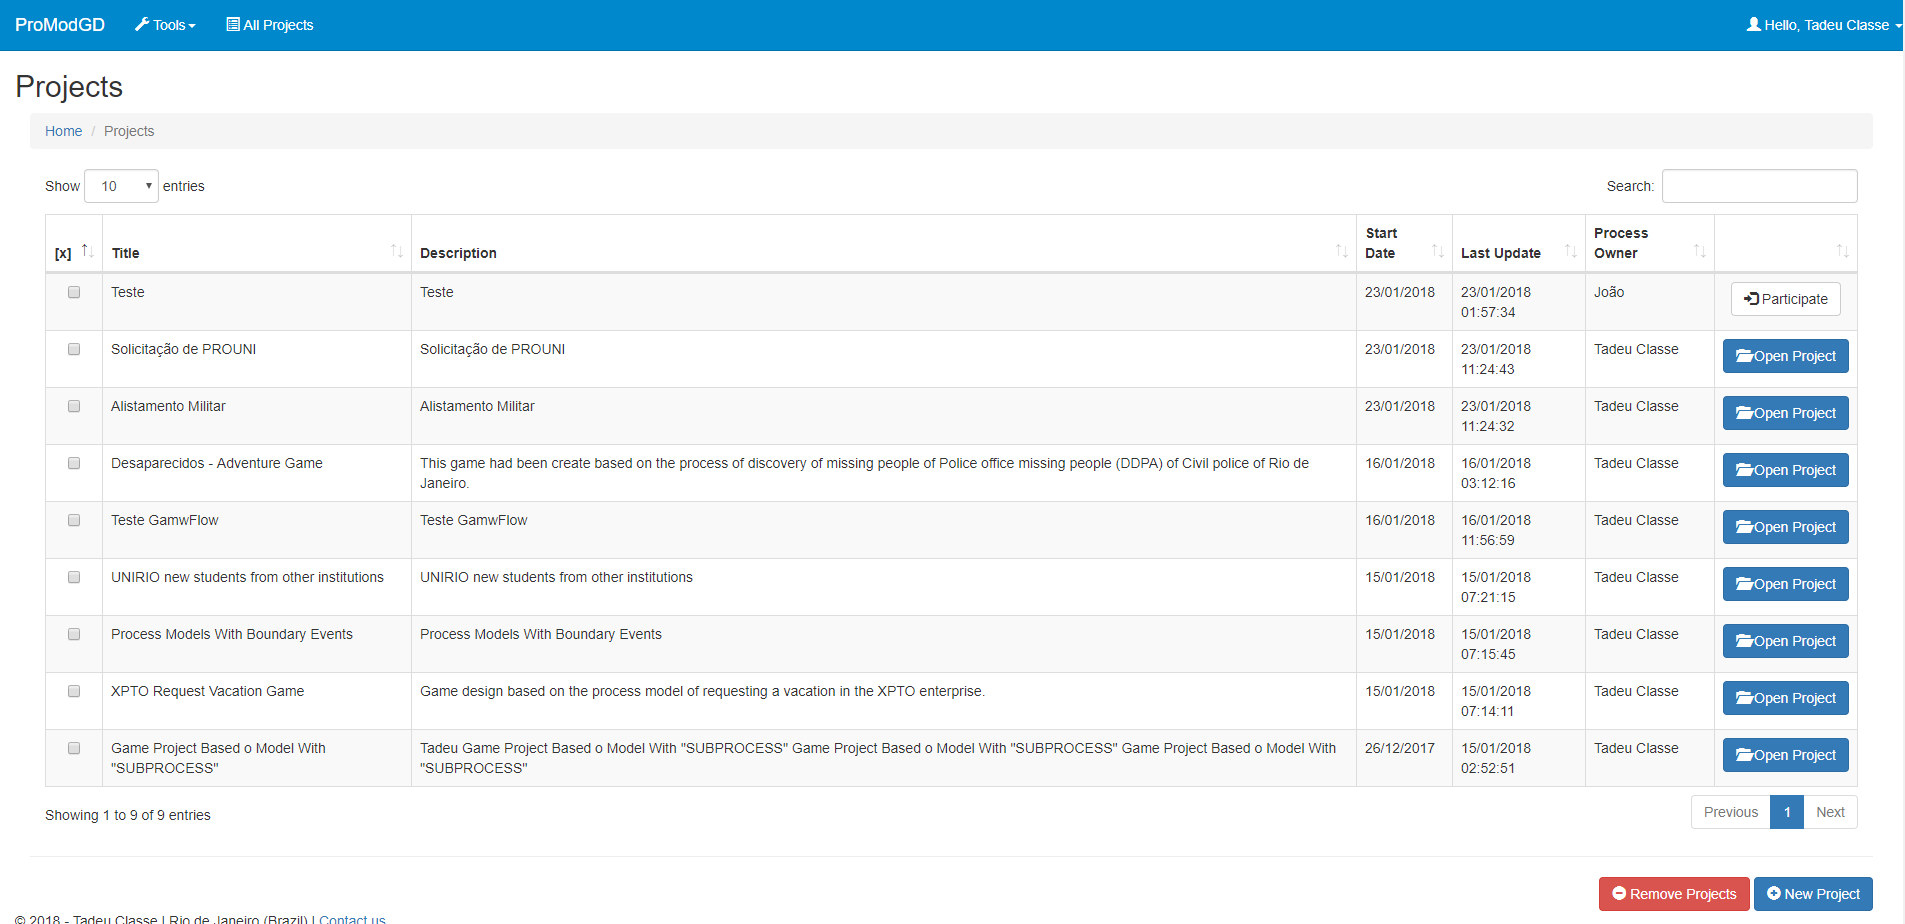 ProModGD Tools All Projects Hello, Tadeu Classe
Projects
Home / Projects
Show 10 entries Search:
[x] Title Description Start Date Last Update Process Owner
Teste Teste 23/01/2018 23/01/2018 01:57:34 João Participate
Solicitação de PROUNI Solicitação de PROUNI 23/01/2018 23/01/2018 11:24:43 Tadeu Classe Open Project
Alistamento Militar Alistamento Militar 23/01/2018 23/01/2018 11:24:32 Tadeu Classe Open Project
Desaparecidos - Adventure Game This game had been create based on the process of discovery of missing people of Police office missing people (DDPA) of Civil police of Rio de Janeiro. 16/01/2018 16/01/2018 03:12:16 Tadeu Classe Open Project
Teste GamwFlow Teste GamwFlow 16/01/2018 16/01/2018 11:56:59 Tadeu Classe Open Project
UNIRIO new students from other institutions UNIRIO new students from other institutions 15/01/2018 15/01/2018 07:21:15 Tadeu Classe Open Project
Process Models With Boundary Events Process Models With Boundary Events 15/01/2018 15/01/2018 07:15:45 Tadeu Classe Open Project
XPTO Request Vacation Game Game design based on the process model of requesting a vacation in the XPTO enterprise. 15/01/2018 15/01/2018 07:14:11 Tadeu Classe Open Project
Game Project Based o Model With "SUBPROCESS" Tadeu Game Project Based o Model With "SUBPROCESS" Game Project Based o Model With "SUBPROCESS" Game Project Based o Model With "SUBPROCESS" 26/12/2017 15/01/2018 02:52:51 Tadeu Classe Open Project
Showing 1 to 9 of 9 entries Previous 1 Next
Remove Projects New Project
© 2018 - Tadeu Classe | Rio de Janeiro (Brazil) | Contact us